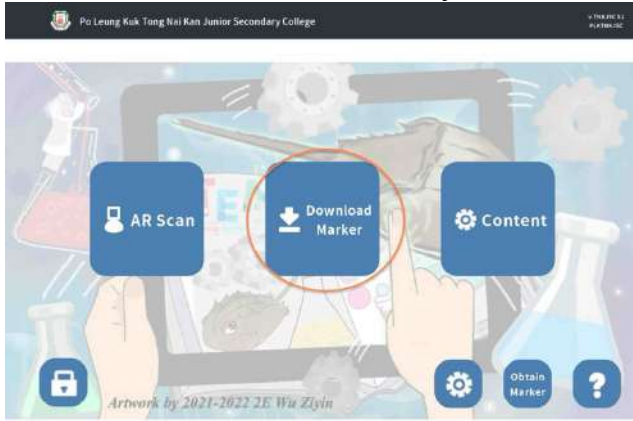 Po Leung Kuk Tong Nai Kan Junior Secondary College
AR Scan
Download
Marker
Content
Obtain
Marker
?
Artwork by 2021-2022 2E Wu Ziyin